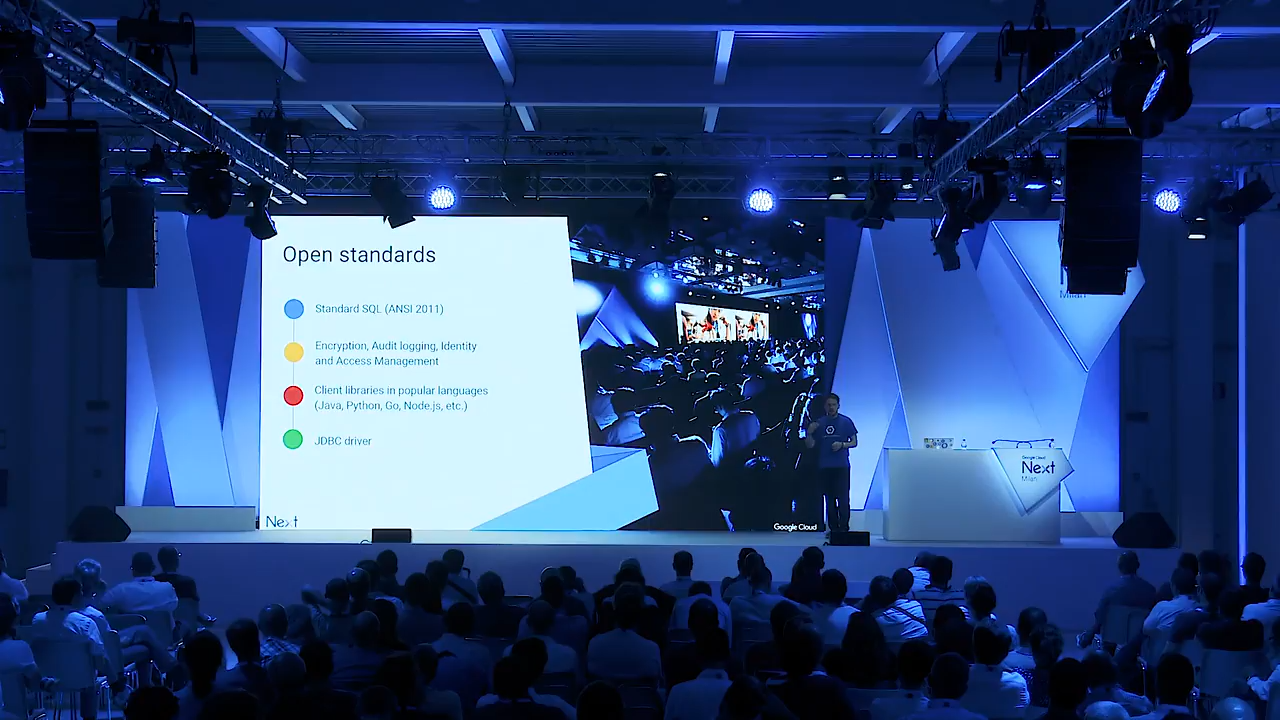 Open standards
Standard SQL (ANSI 2011)
Encryption, Audit logging, Identity
and Access Management
Client libraries in popular languages
(Java, Python, Go, Node.js, etc.)
JDBC driver
Next
Google Cloud
Milan
Google Cloud
Next
Milan